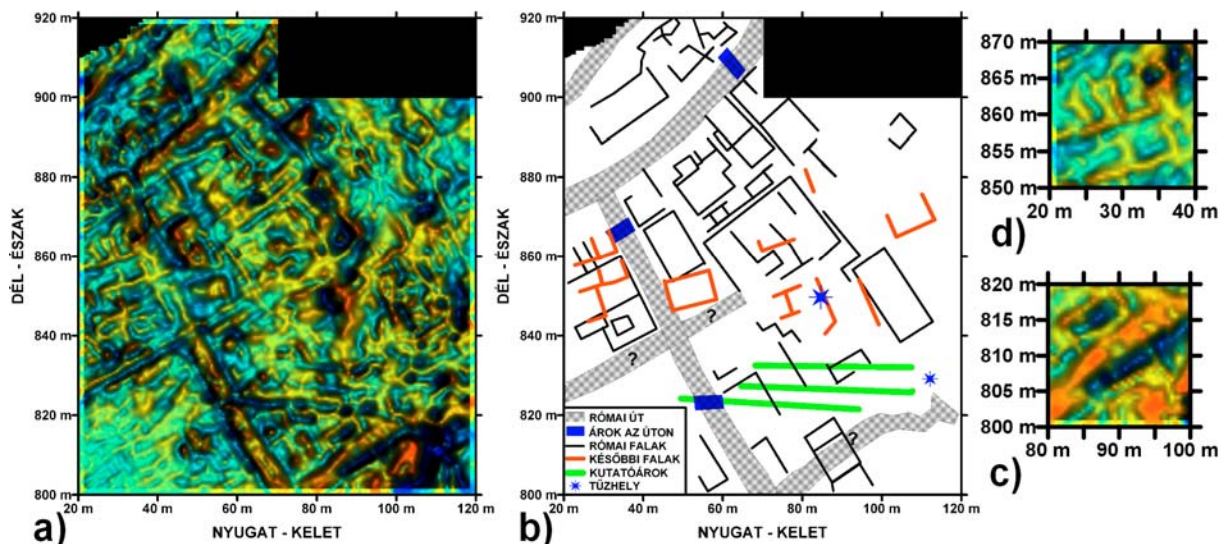 920 m
900 m
880 m
860 m
840 m
820 m
800 m
DÉL - ÉSZAK
20 m
40 m
60 m
80 m
100 m
120 m
NYUGAT - KELET
a)
920 m
900 m
880 m
860 m
840 m
820 m
800 m
DÉL - ÉSZAK
?
?
?
RÓMAI ÚT
ÁROK AZ ÚTON
RÓMAI FALAK
KÉSŐBBI FALAK
KUTATÓÁROK
TŰZHELY
20 m
40 m
60 m
80 m
100 m
120 m
NYUGAT - KELET
b)
870 m
865 m
860 m
855 m
850 m
20 m
30 m
40 m
d)
820 m
815 m
810 m
805 m
800 m
80 m
90 m
100 m
c)